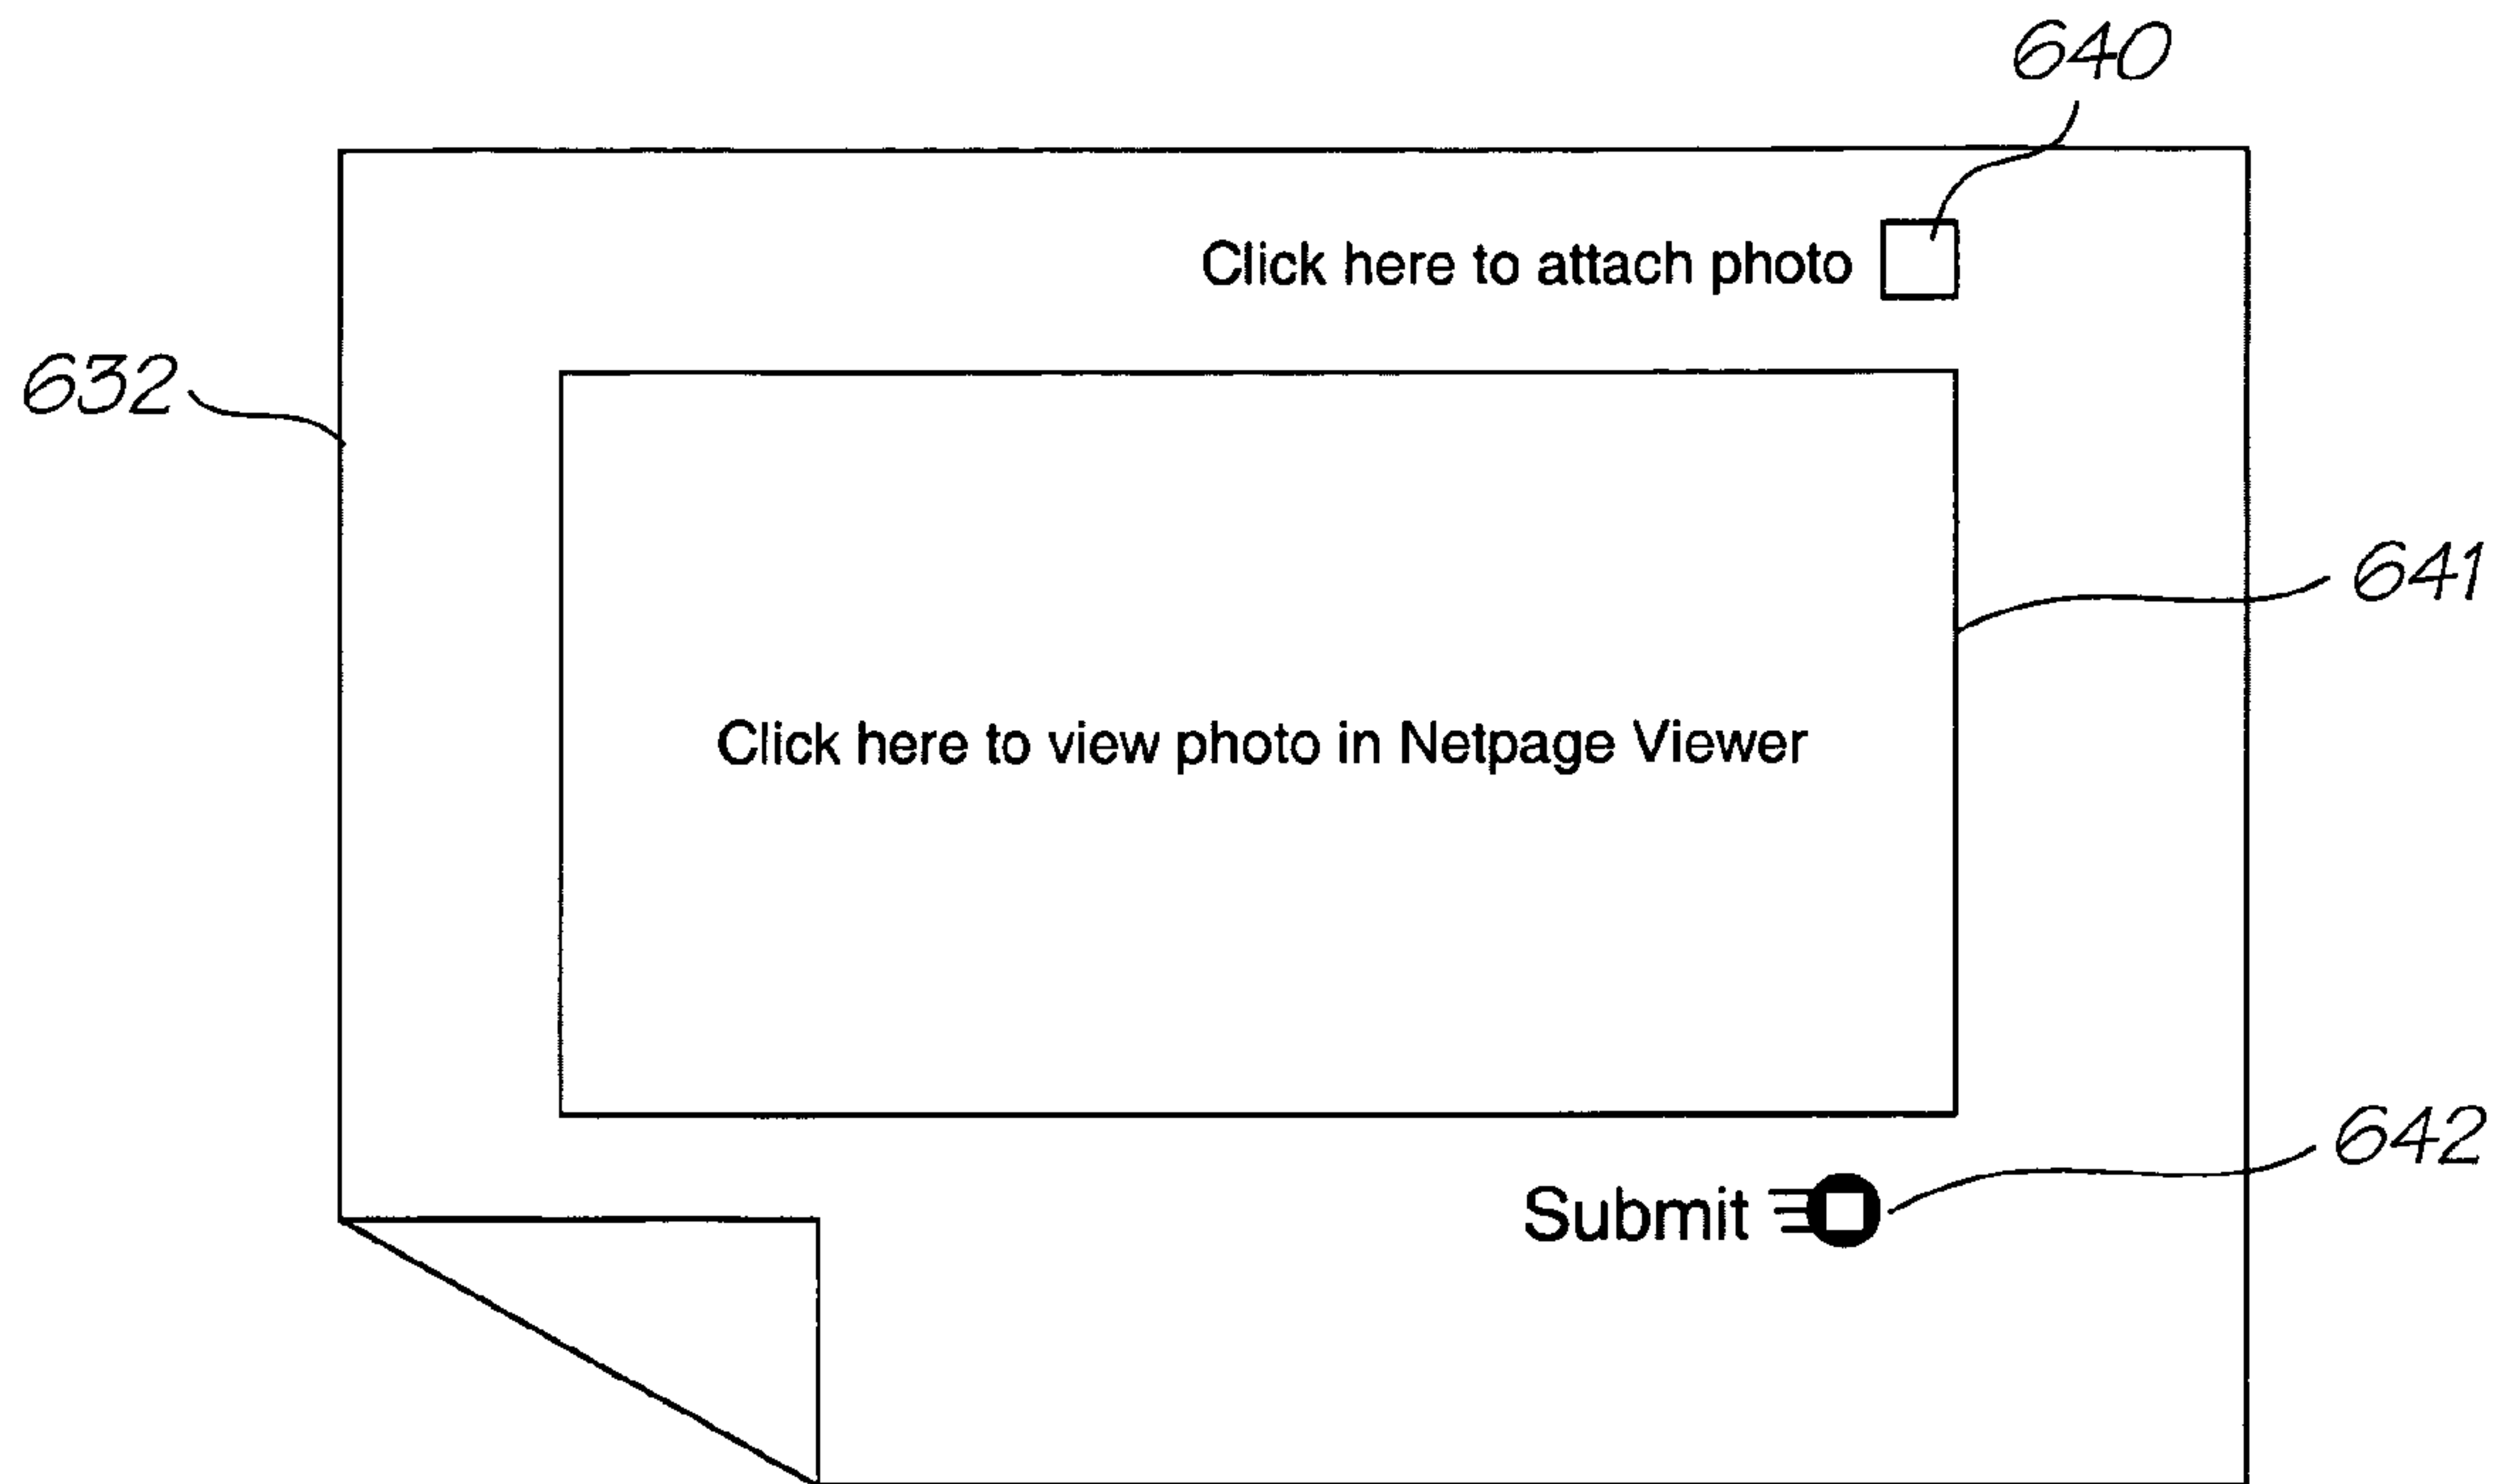 640
Click here to attach photo
632
641
Click here to view photo in Netpage Viewer
642
Submit